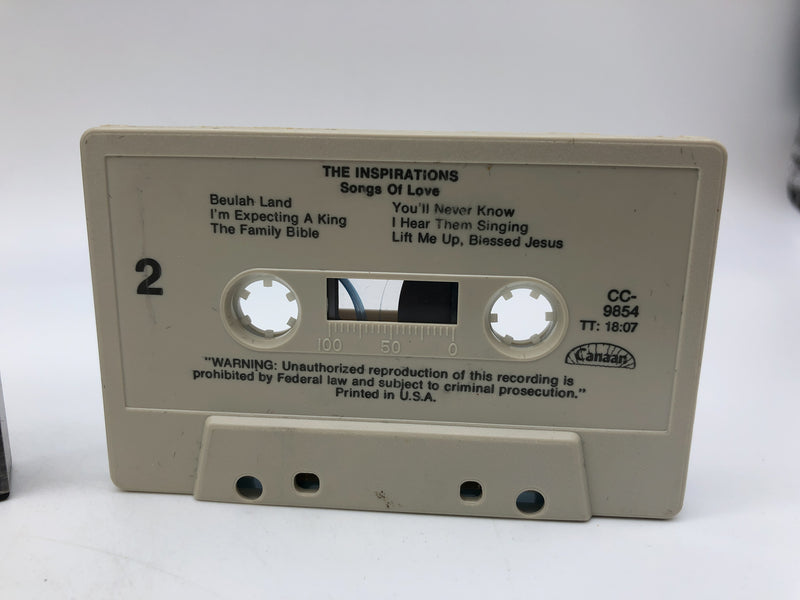 THE INSPIRATIONS
Songs Of Love
Beulah Land
I'm Expecting A King
The Family Bible
You'll Never Know
I Hear Them Singing
Lift Me Up, Blessed Jesus
2
CC-
9854
TT: 18:07
Canaan
100 50 0
"WARNING: Unauthorized reproduction of this recording is
prohibited by Federal law and subject to criminal prosecution."
Printed in U.S.A.